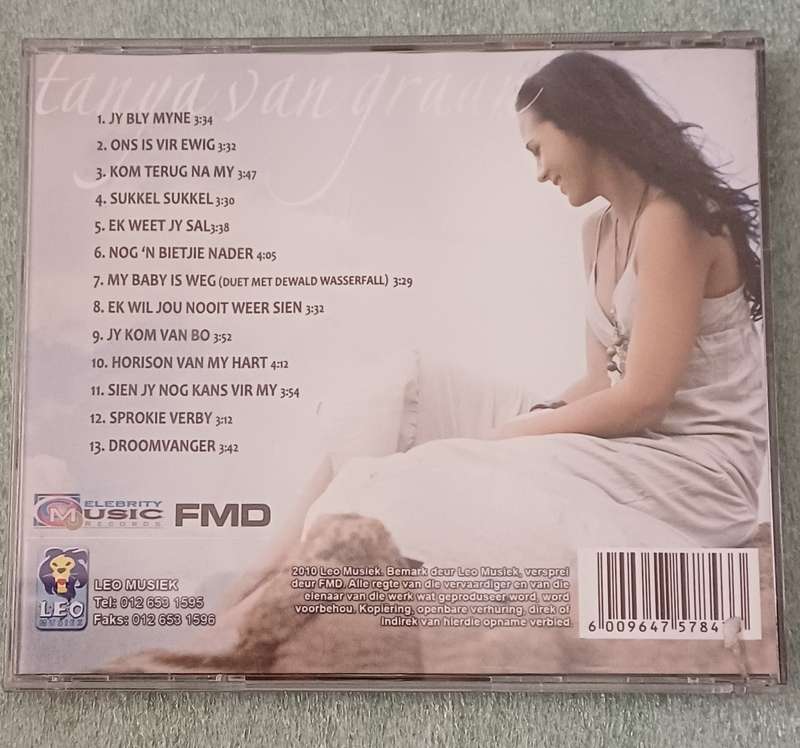 tanya van graan
1. JY BLY MYNE 3:34
2. ONS IS VIR EWIG 3:32
3. KOM TERUG NA MY 3:47
4. SUKKEL SUKKEL 3:30
5. EK WEET JY SAL 3:38
6. NOG 'N BIETJIE NADER 4:05
7. MY BABY IS WEG (DUET MET DEWALD WASSERFALL) 3:29
8. EK WIL JOU NOOIT WEER SIEN 3:32
9. JY KOM VAN BO 3:52
10. HORISON VAN MY HART 4:12
11. SIEN JY NOG KANS VIR MY 3:54
12. SPROKIE VERBY 3:12
13. DROOMVANGER 3:42
CELEBRITY
MUSIC
RECORDS
FMD
LEO
MUSIEK
LEO MUSIEK
Tel: 012 653 1595
Faks: 012 653 1596
2010 Leo Musiek. Bemark deur Leo Musiek, versprei
deur FMD. Alle regte van die vervaardiger en van die
eienaar van die werk wat geproduseer word, word
voorbehou. Kopiëring, openbare verhuring, direk of
indirek van hierdie opname verbied.
6 009647 5784